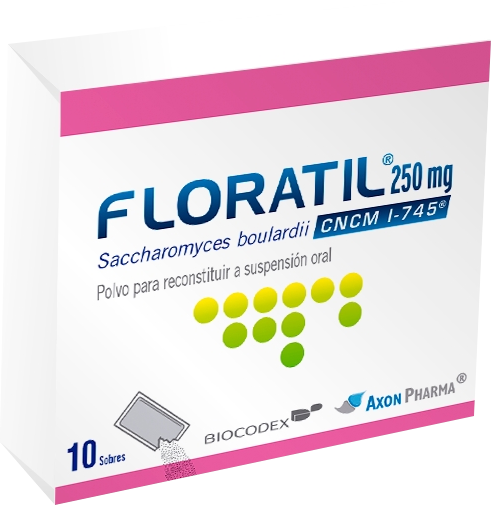 FLORATIL® 250 mg
Saccharomyces boulardii CNCM I-745®
Polvo para reconstituir a suspensión oral
10 Sobres
BIOCODEX
AXON PHARMA®